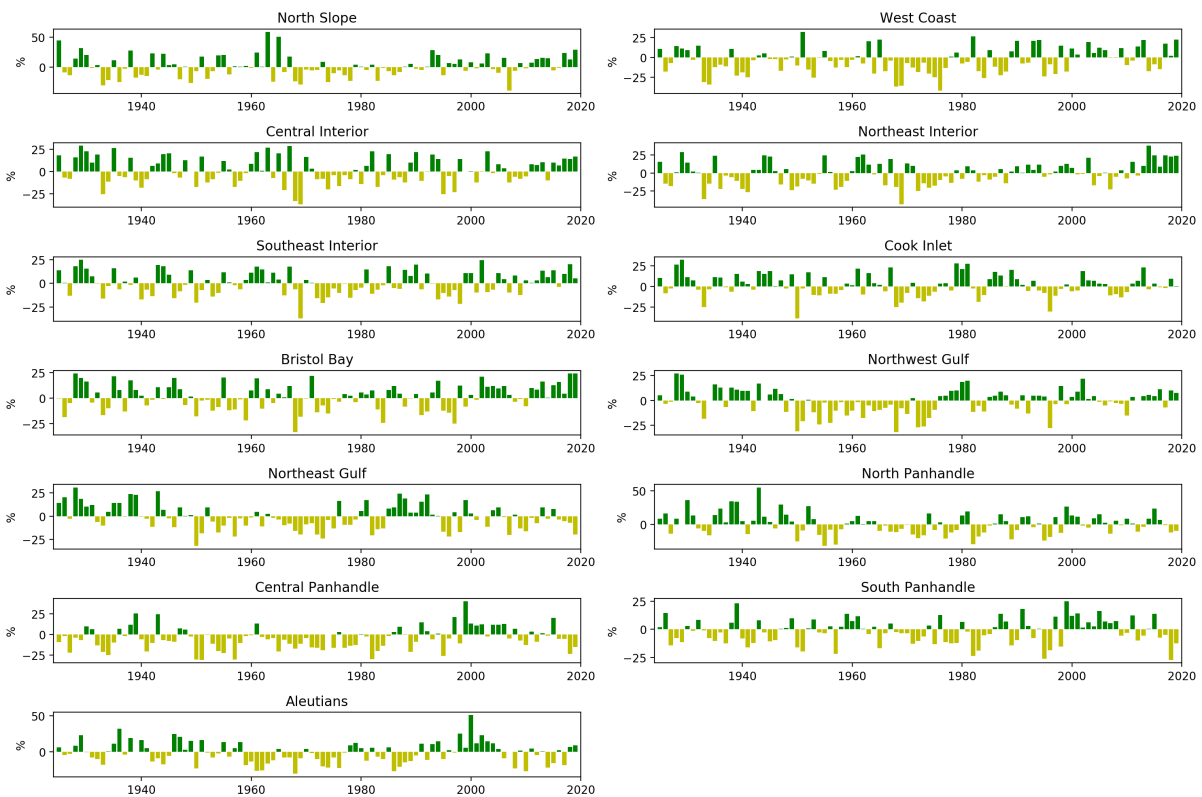 North Slope
50
0
%
1940 1960 1980 2000 2020
West Coast
25
0
−25
%
1940 1960 1980 2000 2020
Central Interior
25
0
−25
%
1940 1960 1980 2000 2020
Northeast Interior
25
0
−25
%
1940 1960 1980 2000 2020
Southeast Interior
25
0
−25
%
1940 1960 1980 2000 2020
Cook Inlet
25
0
−25
%
1940 1960 1980 2000 2020
Bristol Bay
25
0
−25
%
1940 1960 1980 2000 2020
Northwest Gulf
25
0
−25
%
1940 1960 1980 2000 2020
Northeast Gulf
25
0
−25
%
1940 1960 1980 2000 2020
North Panhandle
50
0
%
1940 1960 1980 2000 2020
Central Panhandle
25
0
−25
%
1940 1960 1980 2000 2020
South Panhandle
25
0
−25
%
1940 1960 1980 2000 2020
Aleutians
50
0
%
1940 1960 1980 2000 2020